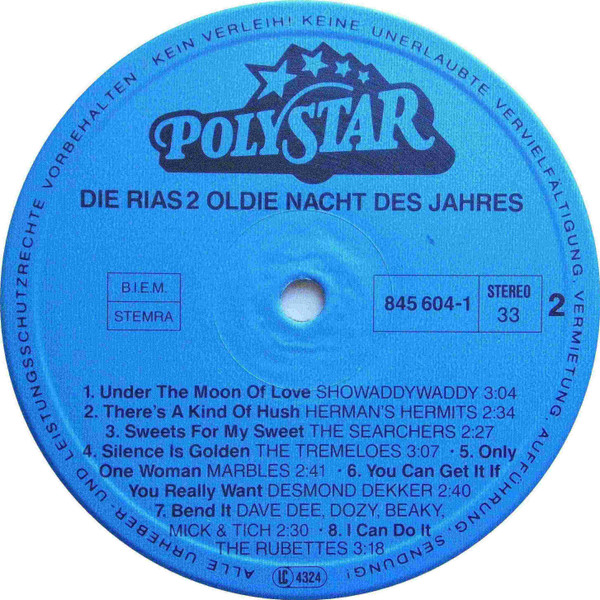 POLYSTAR
DIE RIAS 2 OLDIE NACHT DES JAHRES
B.I.E.M.
STEMRA
845 604-1
STEREO
33
2
1. Under The Moon Of Love SHOWADDYWADDY 3:04
2. There's A Kind Of Hush HERMAN'S HERMITS 2:34
3. Sweets For My Sweet THE SEARCHERS 2:27
4. Silence Is Golden THE TREMELOES 3:07 · 5. Only
One Woman MARBLES 2:41 · 6. You Can Get It If
You Really Want DESMOND DEKKER 2:40
7. Bend It DAVE DEE, DOZY, BEAKY,
MICK & TICH 2:30 · 8. I Can Do It
THE RUBETTES 3:18
LC 4324
ALLE URHEBER- UND LEISTUNGSSCHUTZRECHTE VORBEHALTEN · KEIN VERLEIH! KEINE UNERLAUBTE VERVIELFÄLTIGUNG, VERMIETUNG, AUFFÜHRUNG, SENDUNG!